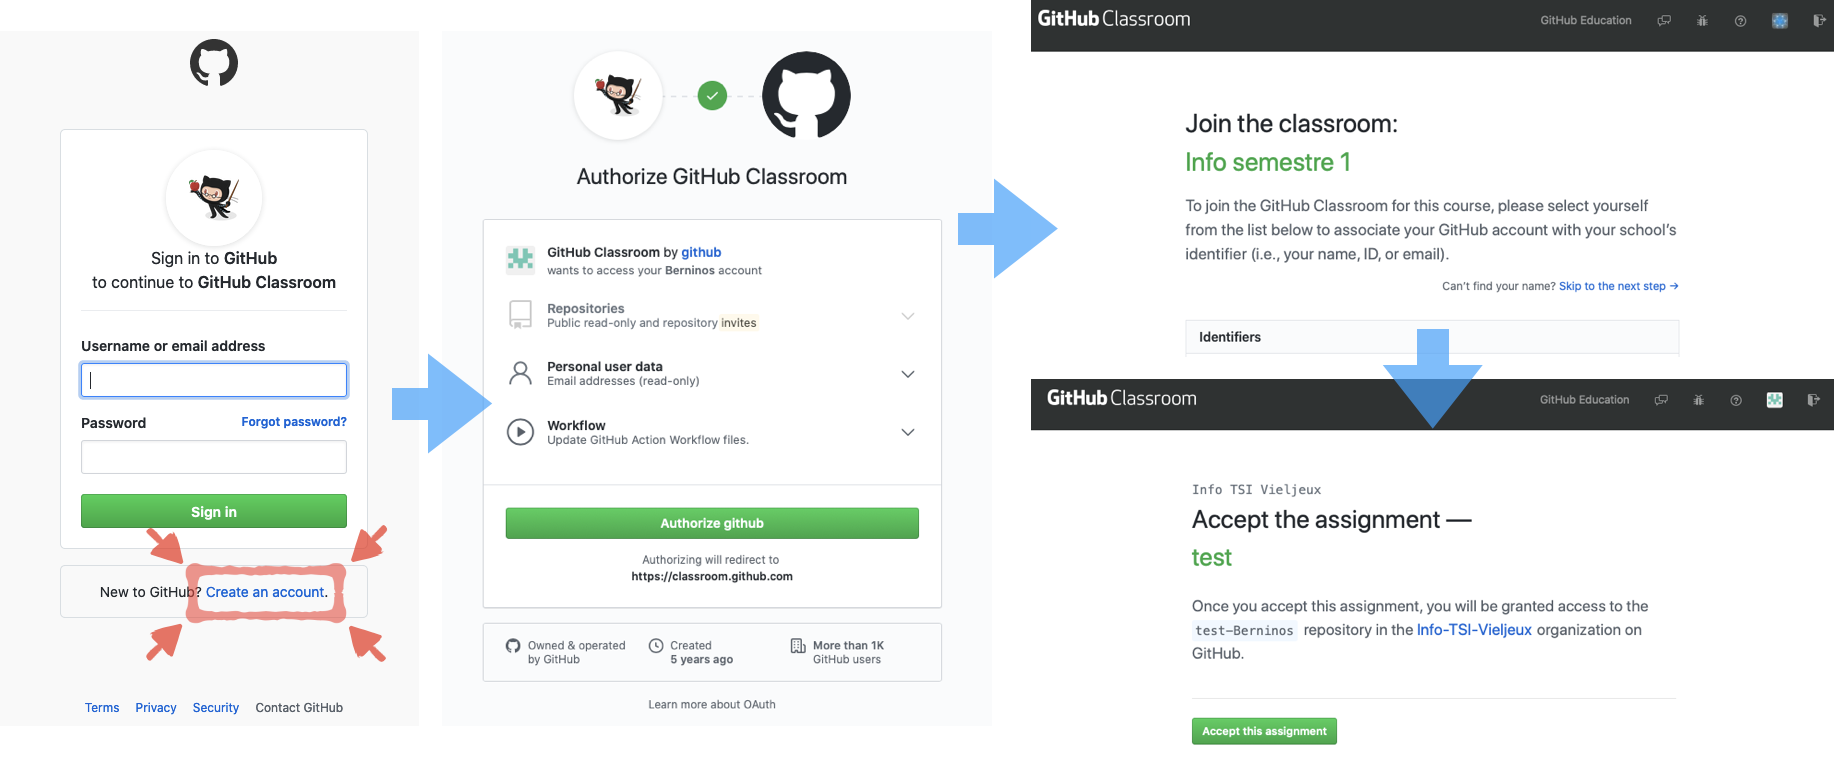 Sign in to GitHub
to continue to GitHub Classroom
Username or email address
Password Forgot password?
Sign in
New to GitHub? Create an account.
Terms Privacy Security Contact GitHub
Authorize GitHub Classroom
GitHub Classroom by github
wants to access your Berninos account
Repositories
Public read-only and repository invites
Personal user data
Email addresses (read-only)
Workflow
Update GitHub Action Workflow files.
Authorize github
Authorizing will redirect to
https://classroom.github.com
Owned & operated
by GitHub
Created
5 years ago
More than 1K
GitHub users
Learn more about OAuth
GitHub Classroom GitHub Education
Join the classroom:
Info semestre 1
To join the GitHub Classroom for this course, please select yourself
from the list below to associate your GitHub account with your school's
identifier (i.e., your name, ID, or email).
Can't find your name? Skip to the next step →
Identifiers
GitHub Classroom GitHub Education
Info TSI Vieljeux
Accept the assignment —
test
Once you accept this assignment, you will be granted access to the
test-Berninos repository in the Info-TSI-Vieljeux organization on
GitHub.
Accept this assignment